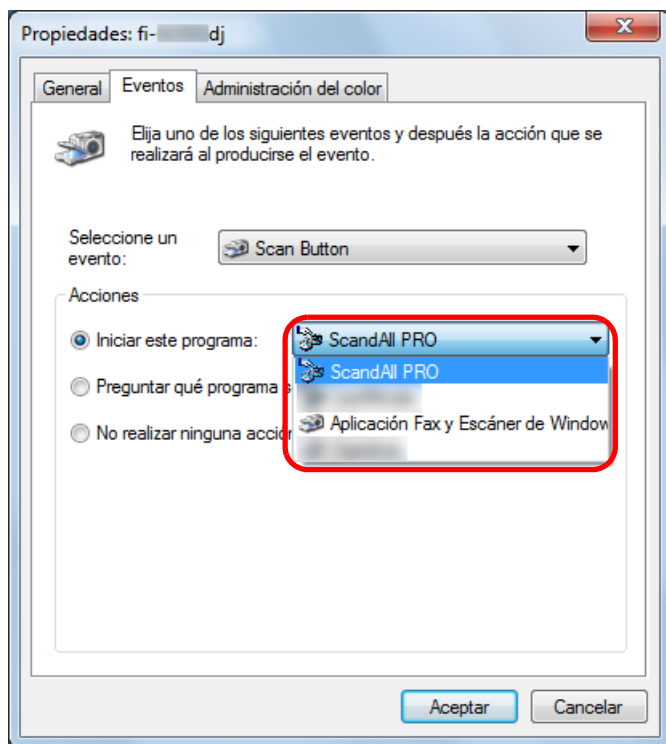 Propiedades: fi- dj
General Eventos Administración del color
Elija uno de los siguientes eventos y después la acción que se
realizará al producirse el evento.
Seleccione un
evento:
Scan Button
Acciones
Iniciar este programa:
ScandAll PRO
ScandAll PRO
Preguntar qué programa s
Aplicación Fax y Escáner de Window
No realizar ninguna acción
Aceptar Cancelar